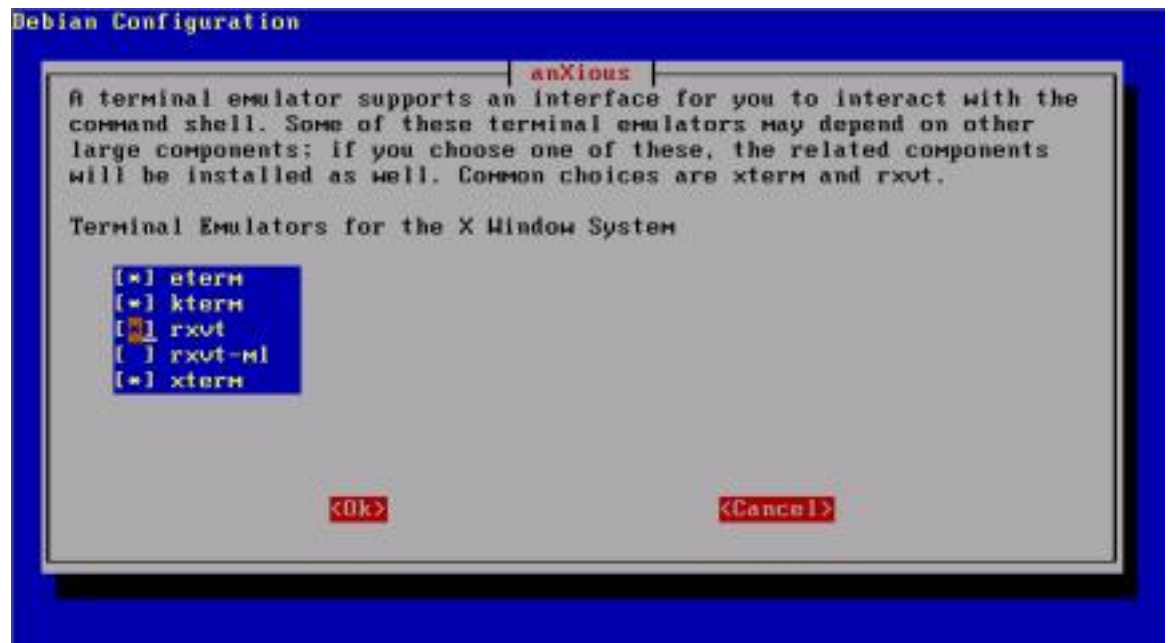 Debian Configuration
anXious
A terminal emulator supports an interface for you to interact with the
command shell. Some of these terminal emulators may depend on other
large components; if you choose one of these, the related components
will be installed as well. Common choices are xterm and rxvt.
Terminal Emulators for the X Window System
[*] eterm
[*] kterm
[*] rxvt
[ ] rxvt-ml
[*] xterm
<Ok> <Cancel>